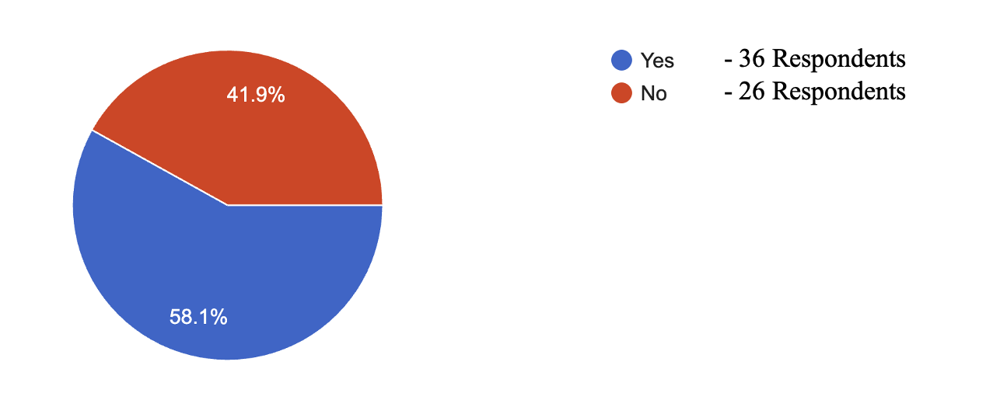 Yes - 36 Respondents
No - 26 Respondents
41.9%
58.1%